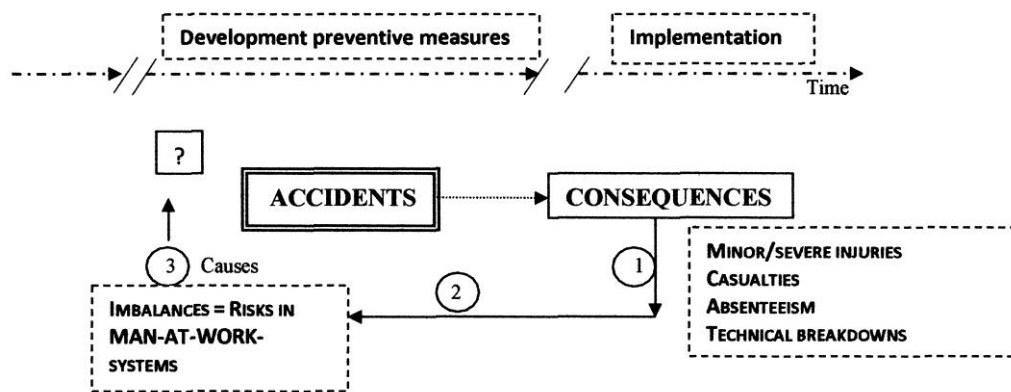 Development preventive measures
Implementation
Time
?
ACCIDENTS
CONSEQUENCES
3 Causes
2
1
IMBALANCES = RISKS IN
MAN-AT-WORK-
SYSTEMS
MINOR/SEVERE INJURIES
CASUALTIES
ABSENTEEISM
TECHNICAL BREAKDOWNS